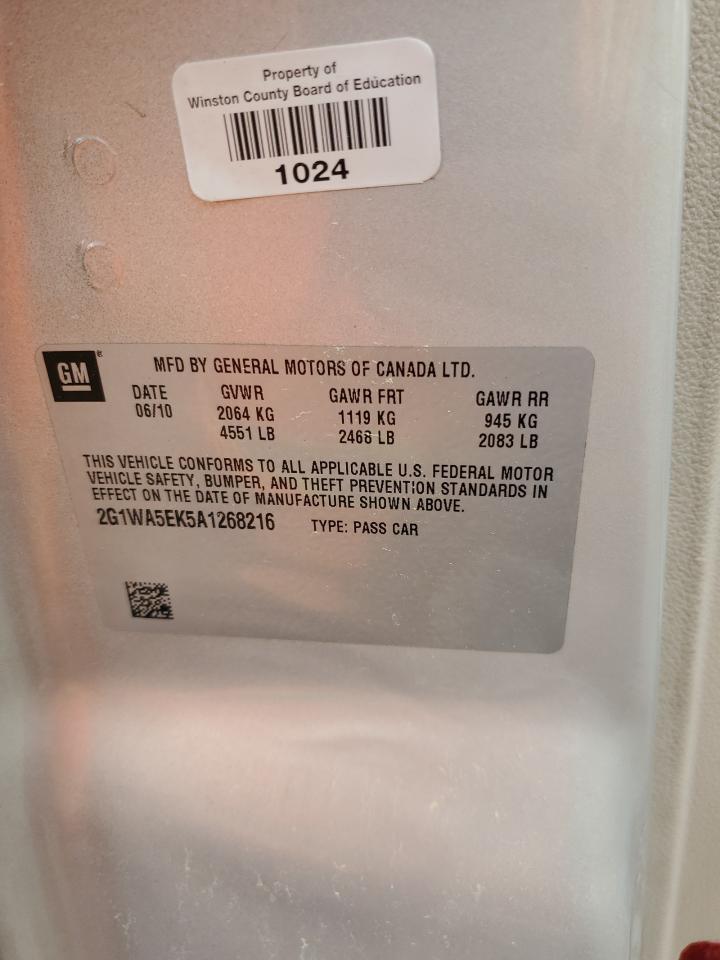 Property of
Winston County Board of Education
1024
GM
MFD BY GENERAL MOTORS OF CANADA LTD.
DATE GVWR GAWR FRT GAWR RR
06/10 2064 KG 1119 KG 945 KG
4551 LB 2468 LB 2083 LB
THIS VEHICLE CONFORMS TO ALL APPLICABLE U.S. FEDERAL MOTOR
VEHICLE SAFETY, BUMPER, AND THEFT PREVENTION STANDARDS IN
EFFECT ON THE DATE OF MANUFACTURE SHOWN ABOVE.
2G1WA5EK5A1268216 TYPE: PASS CAR